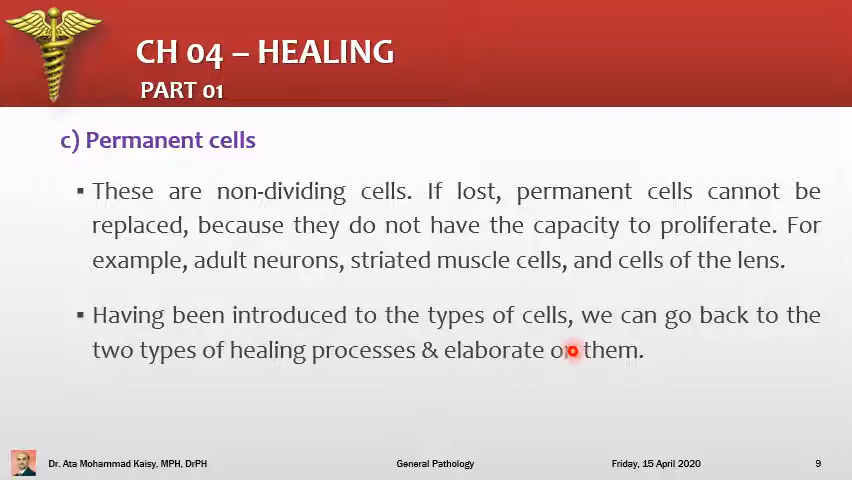 CH 04 – HEALING
PART 01
c) Permanent cells
▪ These are non-dividing cells. If lost, permanent cells cannot be
replaced, because they do not have the capacity to proliferate. For
example, adult neurons, striated muscle cells, and cells of the lens.
▪ Having been introduced to the types of cells, we can go back to the
two types of healing processes & elaborate on them.
Dr. Ata Mohammad Kaisy, MPH, DrPH General Pathology Friday, 15 April 2020 9